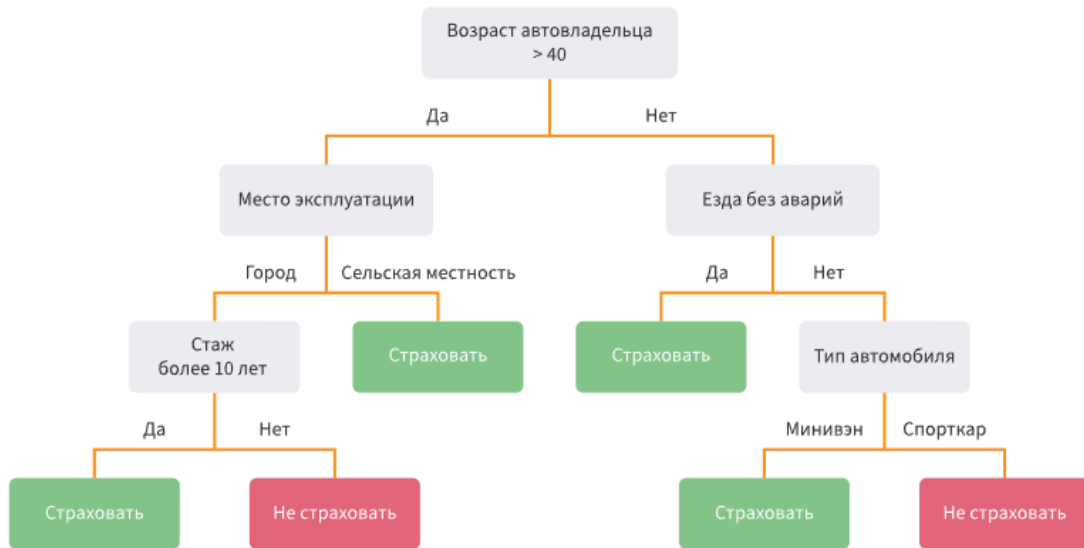 Возраст автовладельца
> 40
Да
Нет
Место эксплуатации
Езда без аварий
Город
Сельская местность
Да
Нет
Стаж
более 10 лет
Страховать
Страховать
Тип автомобиля
Да
Нет
Минивэн
Спорткар
Страховать
Не страховать
Страховать
Не страховать